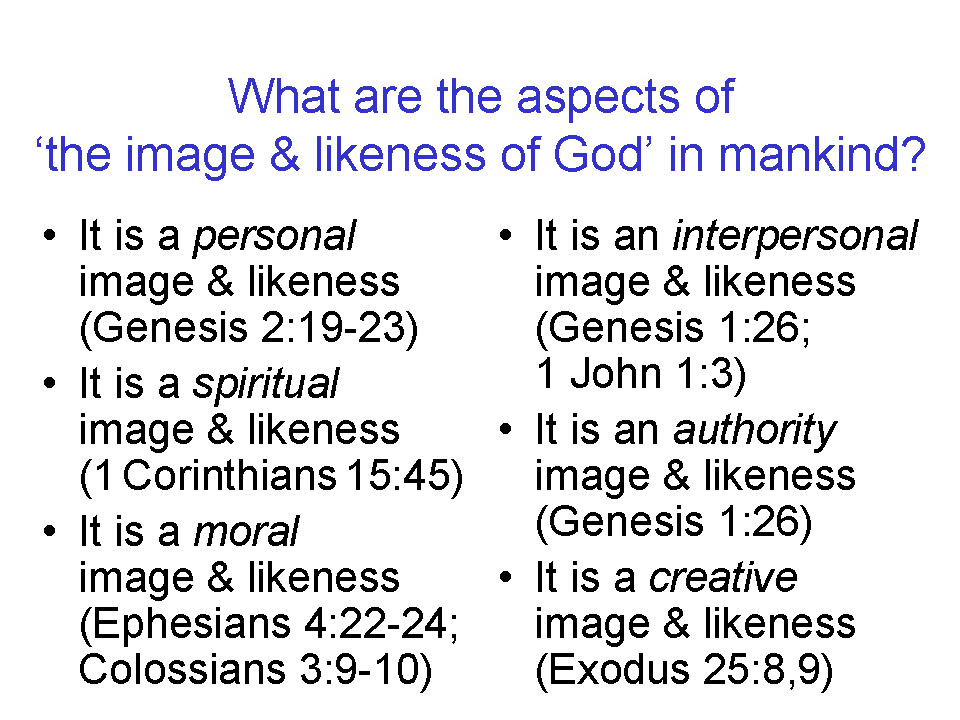 What are the aspects of
‘the image & likeness of God’ in mankind?
• It is a personal
image & likeness
(Genesis 2:19-23)
• It is a spiritual
image & likeness
(1 Corinthians 15:45)
• It is a moral
image & likeness
(Ephesians 4:22-24;
Colossians 3:9-10)
• It is an interpersonal
image & likeness
(Genesis 1:26;
1 John 1:3)
• It is an authority
image & likeness
(Genesis 1:26)
• It is a creative
image & likeness
(Exodus 25:8,9)